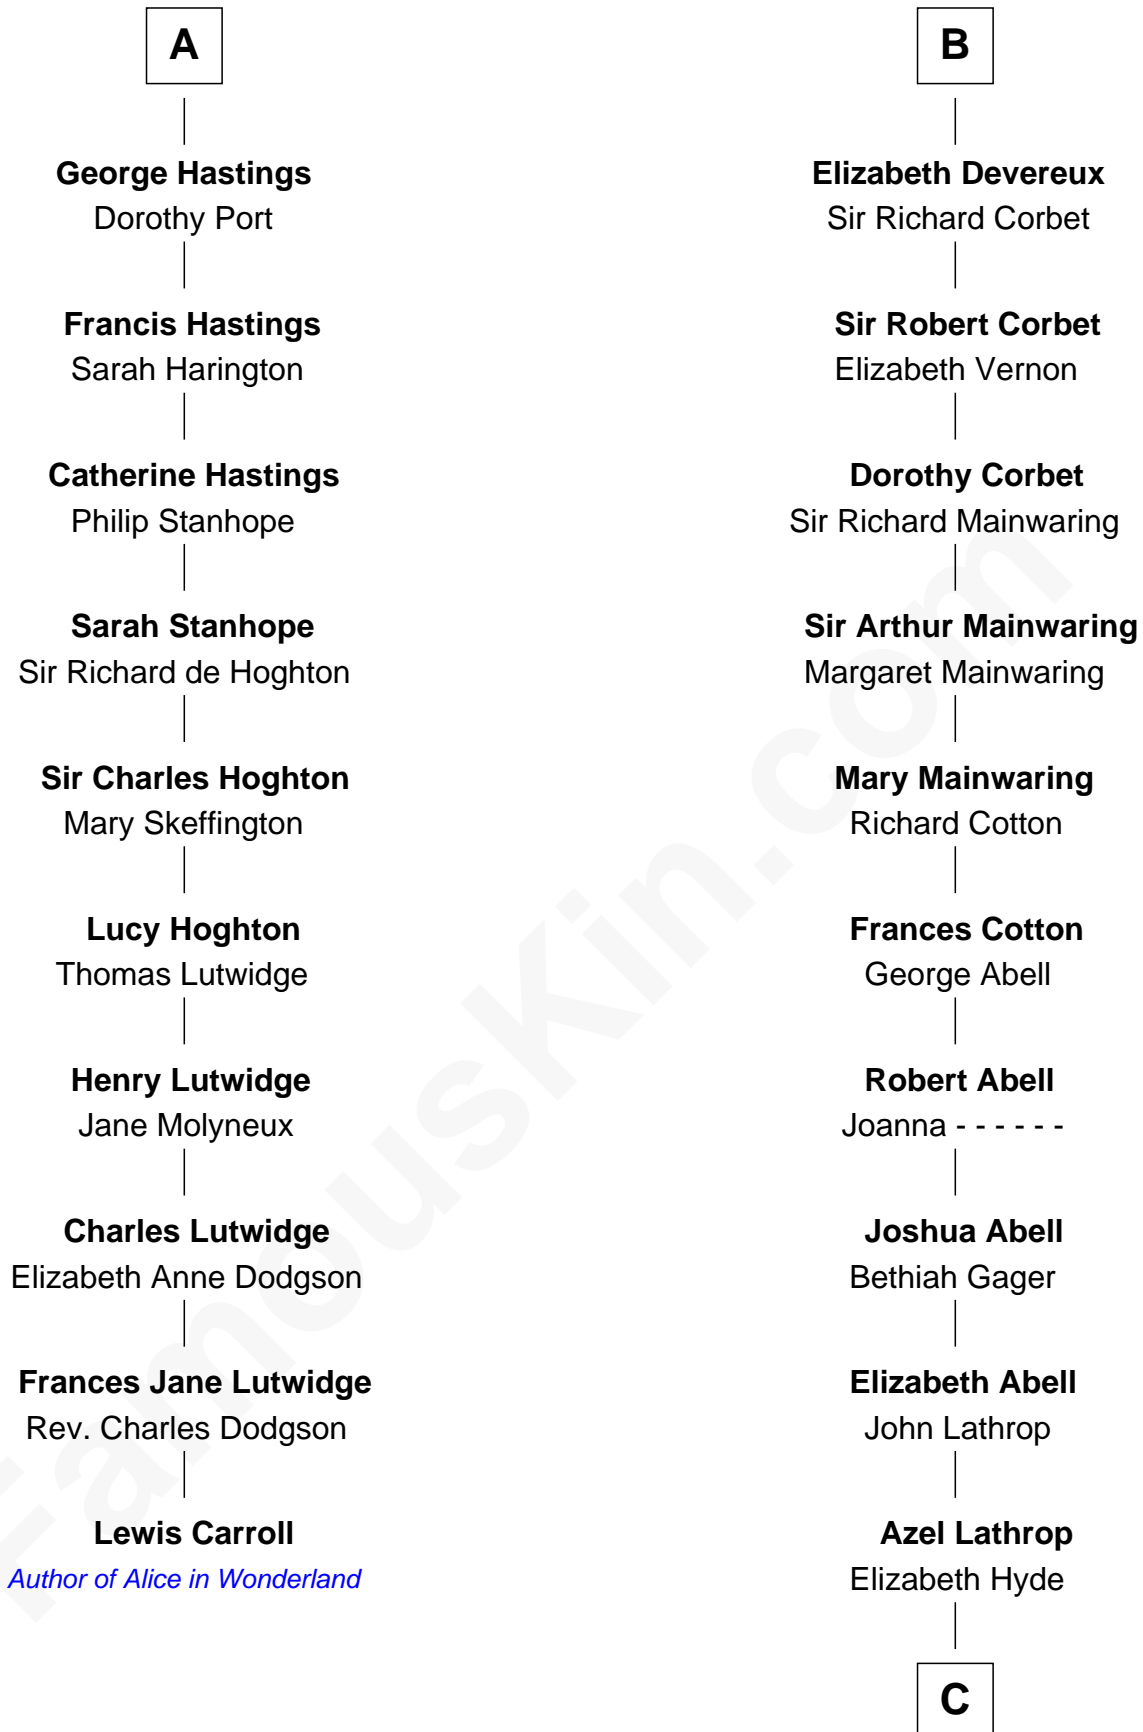 A
George Hastings
Dorothy Port
Francis Hastings
Sarah Harington
Catherine Hastings
Philip Stanhope
Sarah Stanhope
Sir Richard de Hoghton
Sir Charles Hoghton
Mary Skeffington
Lucy Hoghton
Thomas Lutwidge
Henry Lutwidge
Jane Molyneux
Charles Lutwidge
Elizabeth Anne Dodgson
Frances Jane Lutwidge
Rev. Charles Dodgson
Lewis Carroll
Author of Alice in Wonderland
B
Elizabeth Devereux
Sir Richard Corbet
Sir Robert Corbet
Elizabeth Vernon
Dorothy Corbet
Sir Richard Mainwaring
Sir Arthur Mainwaring
Margaret Mainwaring
Mary Mainwaring
Richard Cotton
Frances Cotton
George Abell
Robert Abell
Joanna - - - - - -
Joshua Abell
Bethiah Gager
Elizabeth Abell
John Lathrop
Azel Lathrop
Elizabeth Hyde
C
FamousKin.com